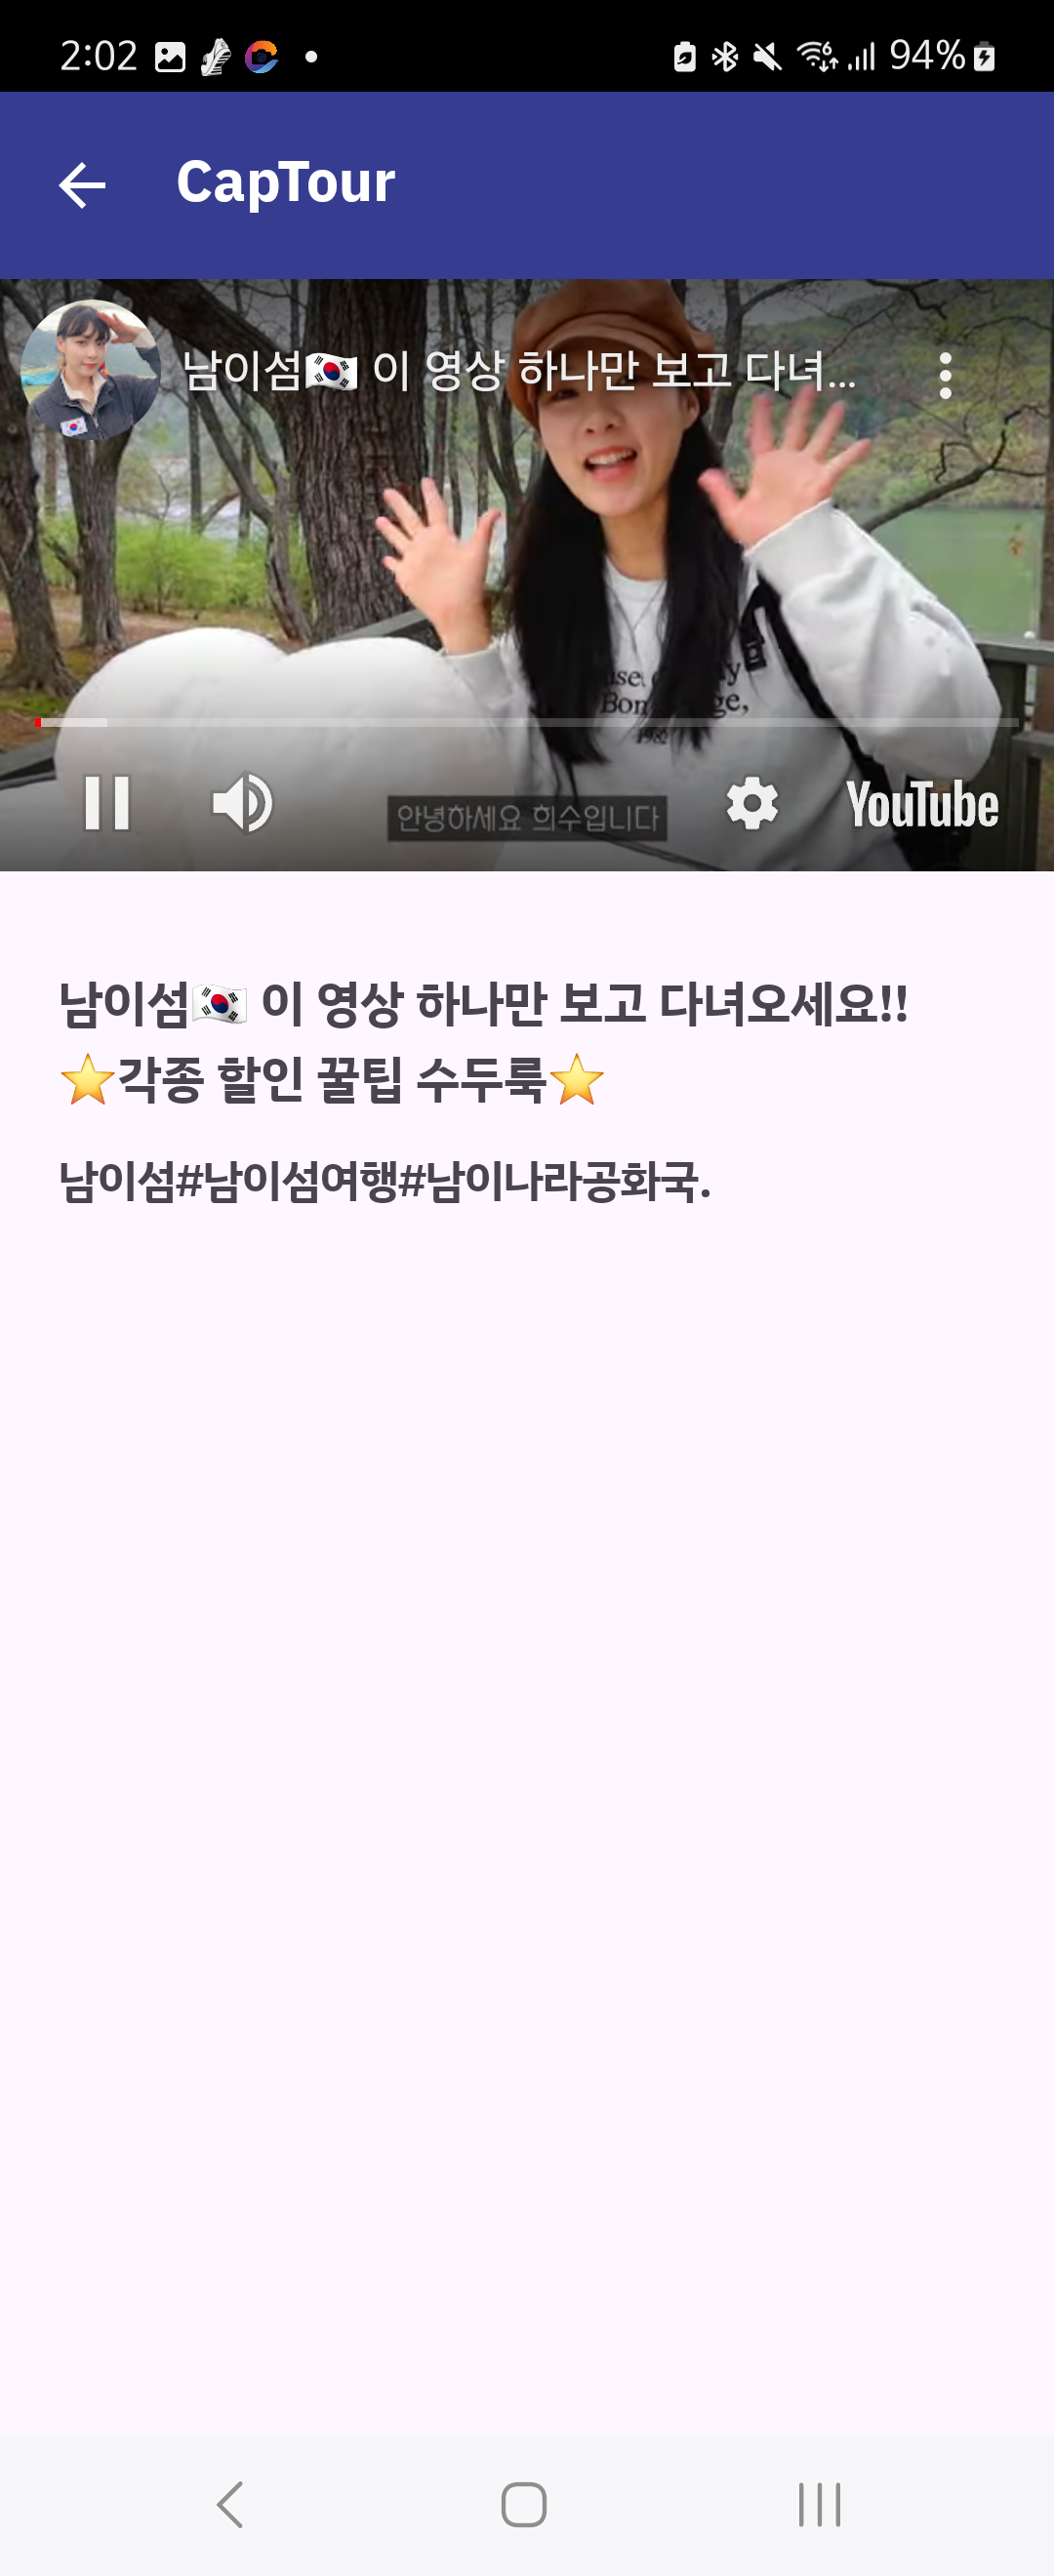 2:02
94%
CapTour
남이섬🇰🇷 이 영상 하나만 보고 다녀...
1982
안녕하세요 희수입니다
YouTube
남이섬🇰🇷 이 영상 하나만 보고 다녀오세요!!
⭐각종 할인 꿀팁 수두룩⭐
남이섬#남이섬여행#남이나라공화국.